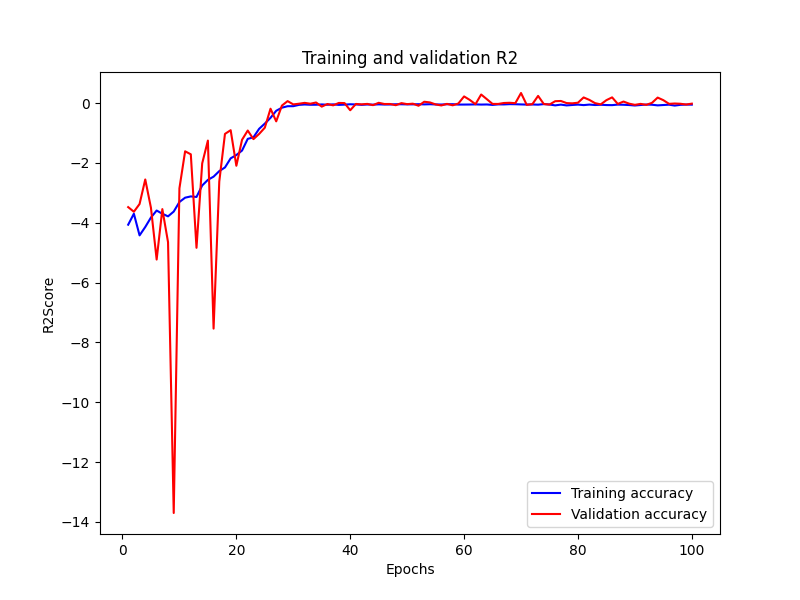 Training and validation R2
R2Score
0
−2
−4
−6
−8
−10
−12
−14
0 20 40 60 80 100
Epochs
Training accuracy
Validation accuracy